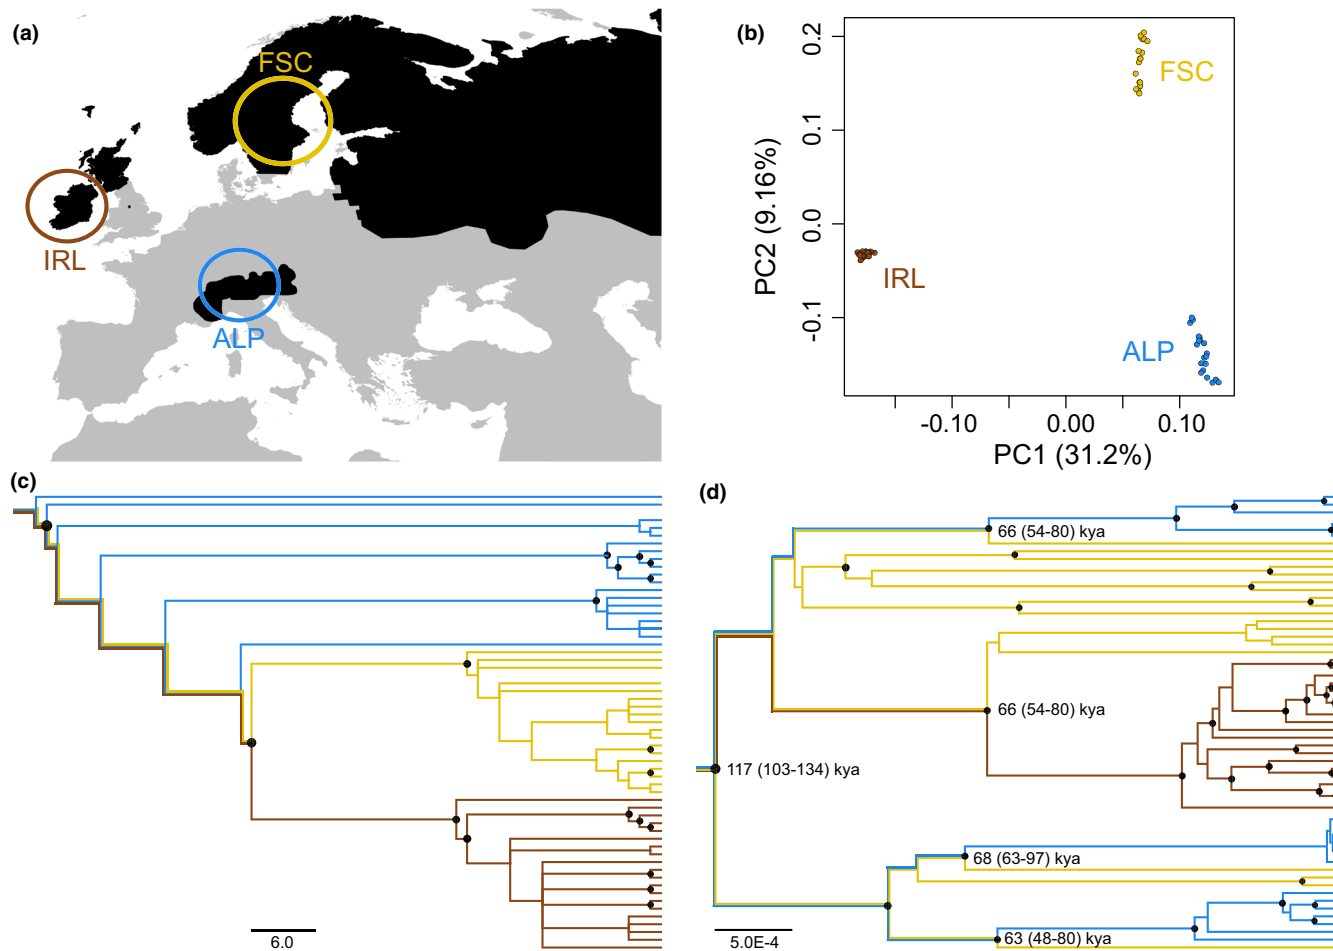 (a)
FSC
IRL
ALP
(b)
PC2 (9.16%)
0.2
0.1
0.0
-0.1
FSC
IRL
ALP
-0.10
0.00
0.10
PC1 (31.2%)
(c)
6.0
(d)
66 (54-80) kya
66 (54-80) kya
117 (103-134) kya
68 (63-97) kya
63 (48-80) kya
5.0E-4